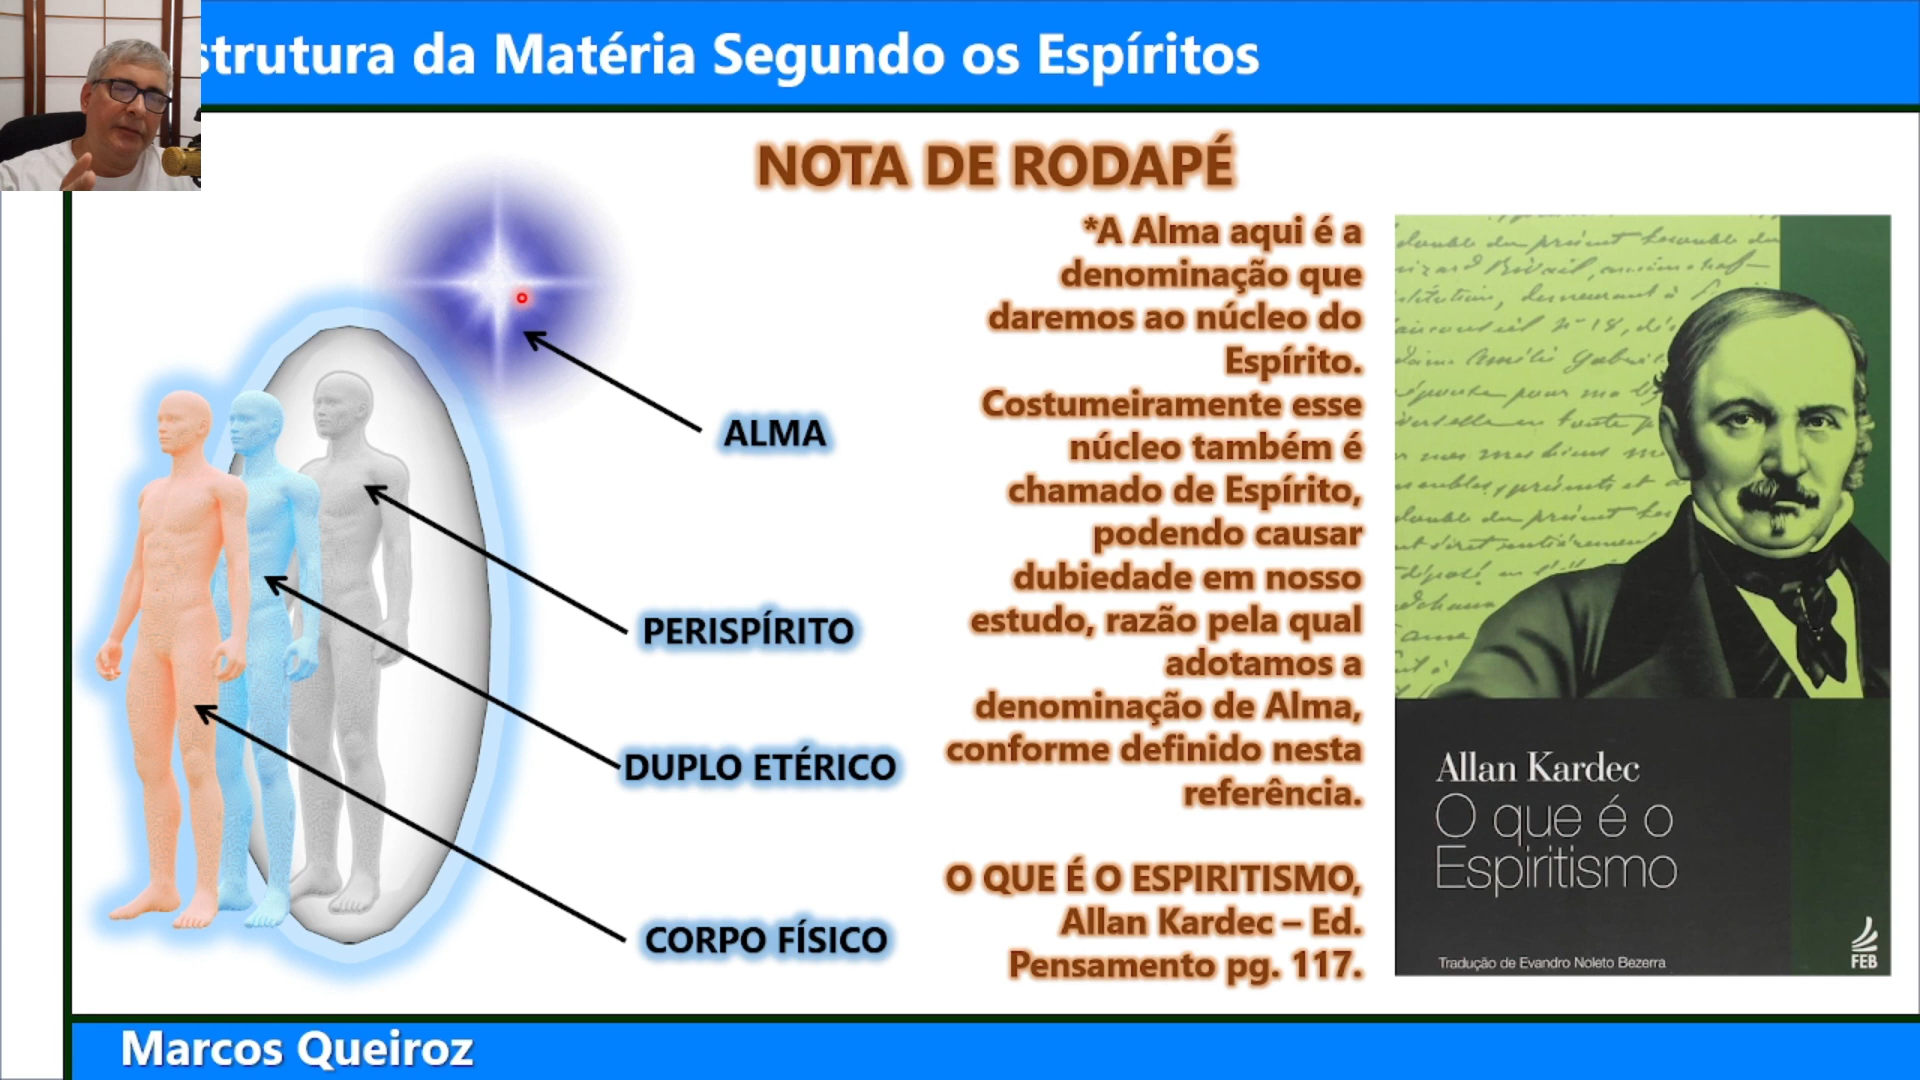 strutura da Matéria Segundo os Espíritos
NOTA DE RODAPÉ
*A Alma aqui é a
denominação que
daremos ao núcleo do
Espírito.
Costumeiramente esse
núcleo também é
chamado de Espírito,
podendo causar
dubiedade em nosso
estudo, razão pela qual
adotamos a
denominação de Alma,
conforme definido nesta
referência.
O QUE É O ESPIRITISMO,
Allan Kardec – Ed.
Pensamento pg. 117.
ALMA
PERISPÍRITO
DUPLO ETÉRICO
CORPO FÍSICO
Allan Kardec
O que é o
Espiritismo
Tradução de Evandro Noleto Bezerra
FEB
Marcos Queiroz